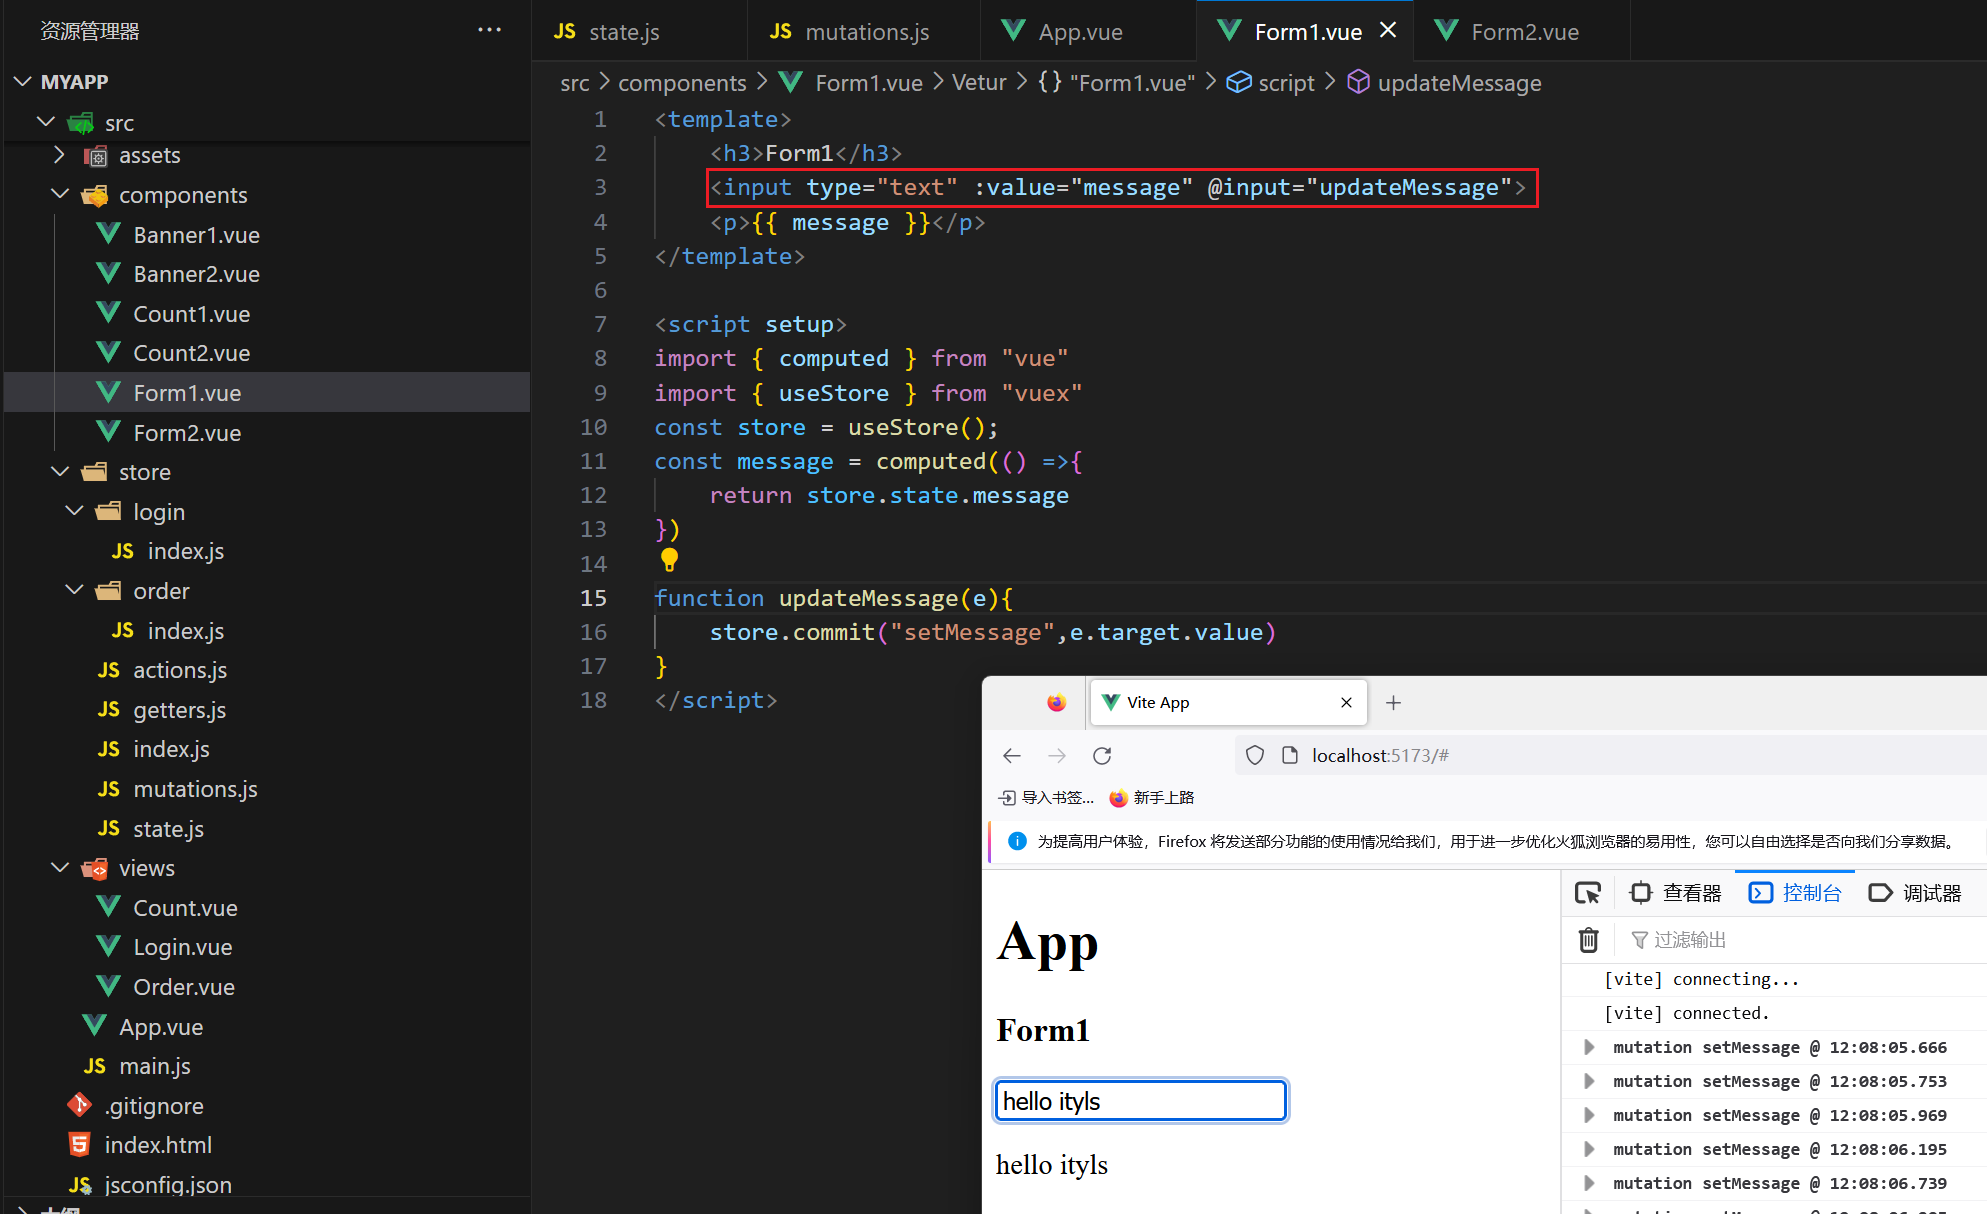 资源管理器
MYAPP
src
assets
components
Banner1.vue
Banner2.vue
Count1.vue
Count2.vue
Form1.vue
Form2.vue
store
login
JS index.js
order
JS index.js
JS actions.js
JS getters.js
JS index.js
JS mutations.js
JS state.js
views
Count.vue
Login.vue
Order.vue
App.vue
JS main.js
.gitignore
index.html
JS jsconfig.json
JS state.js
JS mutations.js
App.vue
Form1.vue
Form2.vue
src > components > Form1.vue > Vetur > {} "Form1.vue" > script > updateMessage
1 <template>
2 <h3>Form1</h3>
3 <input type="text" :value="message" @input="updateMessage">
4 <p>{{ message }}</p>
5 </template>
6
7 <script setup>
8 import { computed } from "vue"
9 import { useStore } from "vuex"
10 const store = useStore();
11 const message = computed(() =>{
12 return store.state.message
13 })
14
15 function updateMessage(e){
16 store.commit("setMessage",e.target.value)
17 }
18 </script>
Vite App
localhost:5173/#
导入书签...
新手上路
为提高用户体验，Firefox 将发送部分功能的使用情况给我们，用于进一步优化火狐浏览器的易用性，您可以自由选择是否向我们分享数据。
App
Form1
hello ityls
hello ityls
查看器
控制台
调试器
过滤输出
[vite] connecting...
[vite] connected.
mutation setMessage @ 12:08:05.666
mutation setMessage @ 12:08:05.753
mutation setMessage @ 12:08:05.969
mutation setMessage @ 12:08:06.195
mutation setMessage @ 12:08:06.739